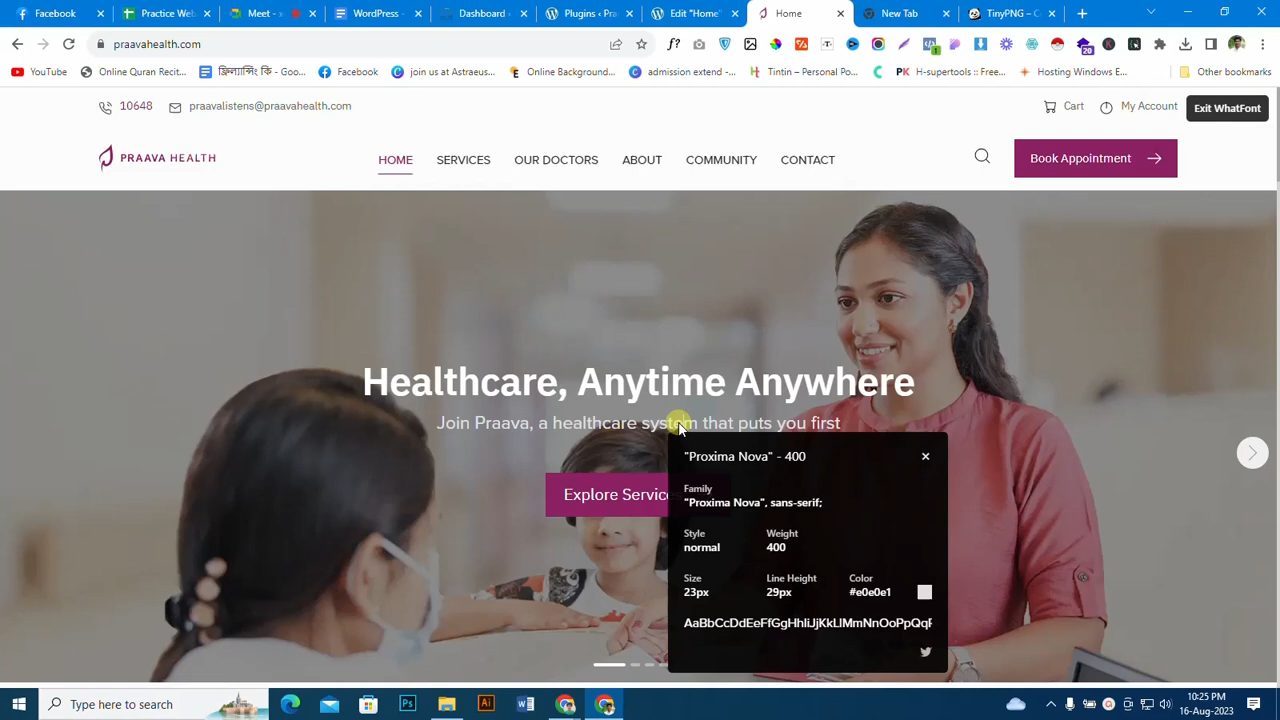 Facebook
Practice Web
Meet -
WordPress
Dashboard ‹
Plugins ‹ Pra
Edit "Home"
Home
New Tab
TinyPNG – C
praavahealth.com
YouTube
Online Quran Recit...
ফ্রিল্যান্সিং কি - Goo...
Facebook
join us at Astraeus...
Online Background...
admission extend -...
Tintin – Personal Po...
H-supertools :: Free...
Hosting Windows E...
Other bookmarks
10648
praavalistens@praavahealth.com
Cart
My Account
Exit WhatFont
PRAAVA HEALTH
HOME
SERVICES
OUR DOCTORS
ABOUT
COMMUNITY
CONTACT
Book Appointment
Healthcare, Anytime Anywhere
Join Praava, a healthcare system that puts you first
Explore Service
"Proxima Nova" - 400
Family
"Proxima Nova", sans-serif;
Style
Weight
normal
400
Size
Line Height
Color
23px
29px
#e0e0e1
AaBbCcDdEeFfGgHhIiJjKkLlMmNnOoPpQq
Type here to search
10:25 PM
16-Aug-2023